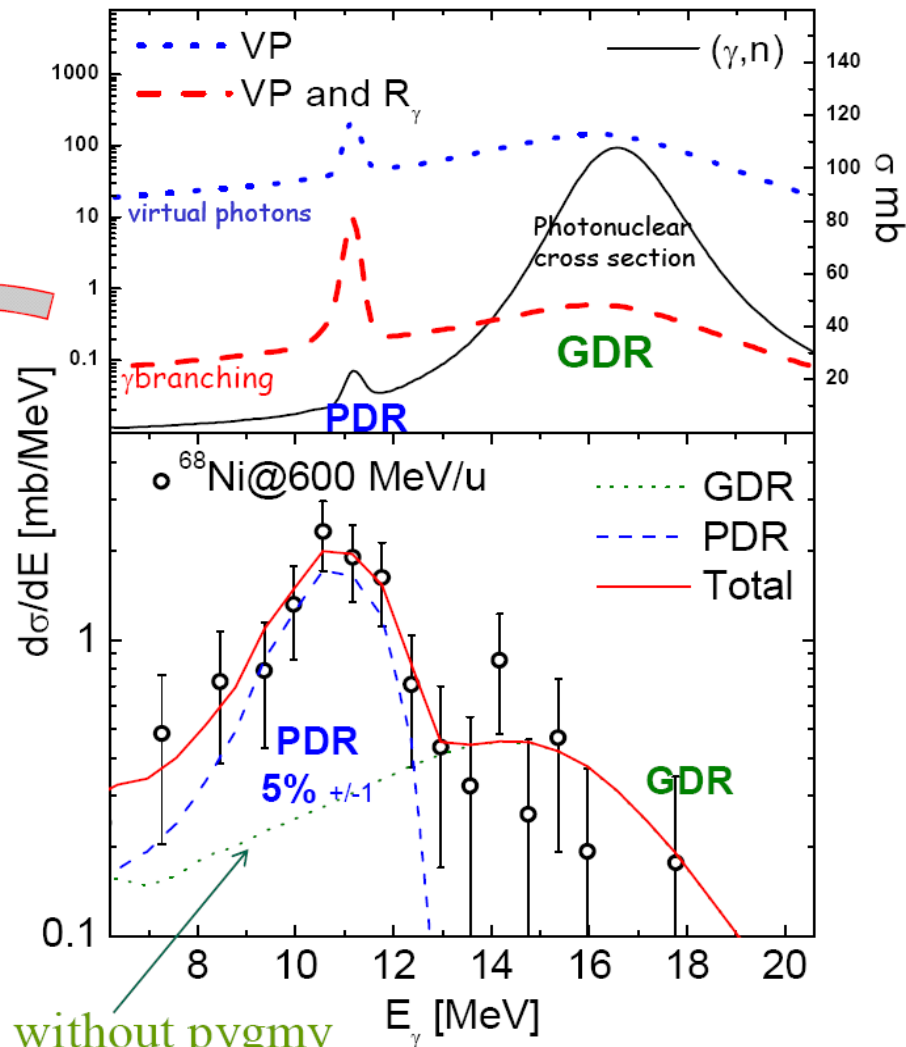 VP
VP and Rγ
(γ,n)
1000
100
10
1
0.1
140
120
100
80
60
40
20
σ mb
virtual photons
Photonuclear
cross section
γbranching
GDR
PDR
dσ/dE [mb/MeV]
⁶⁸Ni@600 MeV/u
GDR
PDR
Total
PDR
5% +/-1
GDR
1
0.1
8 10 12 14 16 18 20
Eγ [MeV]
without pygmy